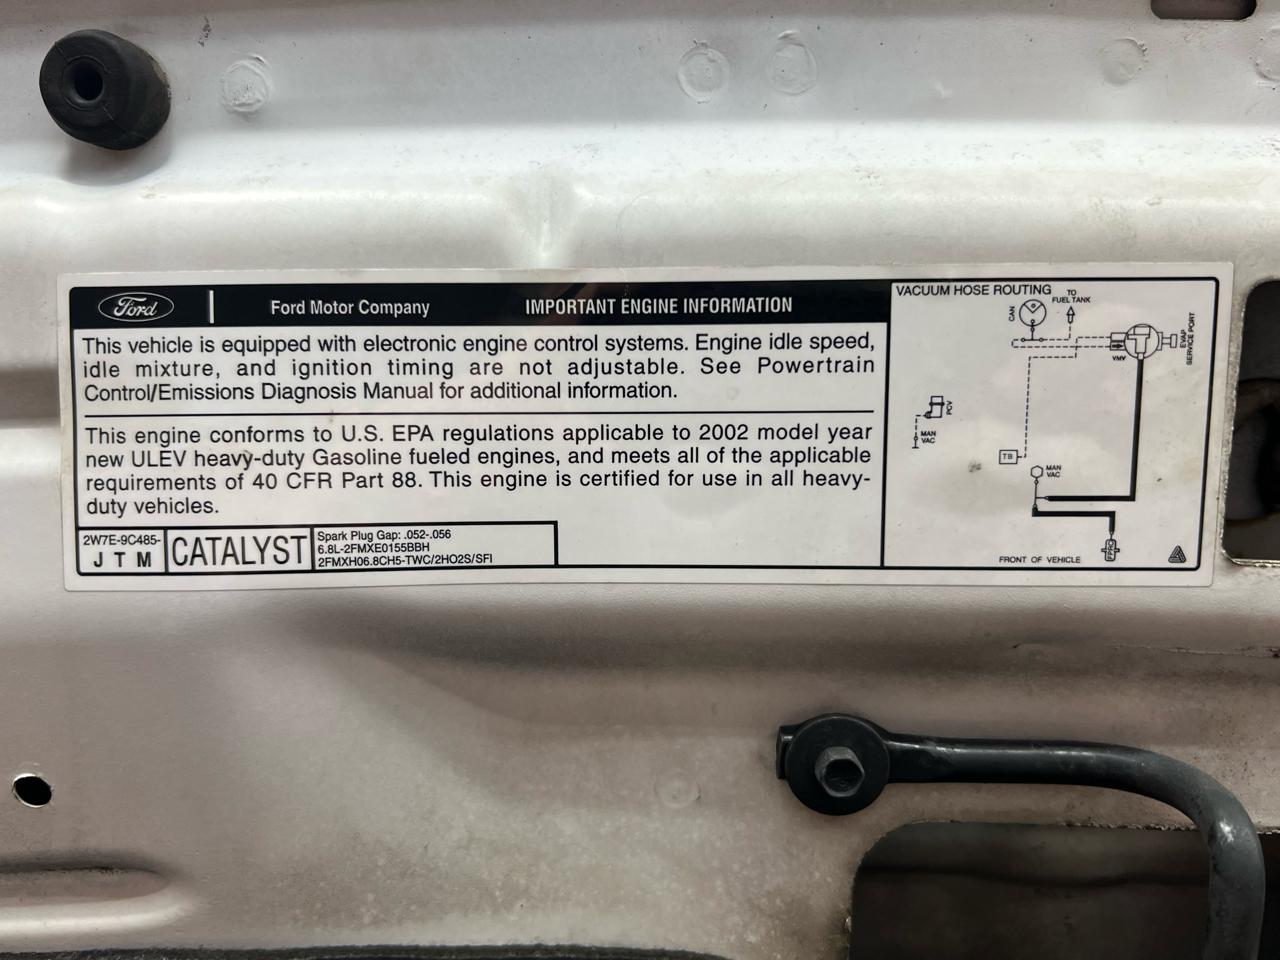 Ford
Ford Motor Company
IMPORTANT ENGINE INFORMATION
This vehicle is equipped with electronic engine control systems. Engine idle speed,
idle mixture, and ignition timing are not adjustable. See Powertrain
Control/Emissions Diagnosis Manual for additional information.
This engine conforms to U.S. EPA regulations applicable to 2002 model year
new ULEV heavy-duty Gasoline fueled engines, and meets all of the applicable
requirements of 40 CFR Part 88. This engine is certified for use in all heavy-
duty vehicles.
2W7E-9C485-
J T M
CATALYST
Spark Plug Gap: .052-.056
6.8L-2FMXE0155BBH
2FMXH06.8CH5-TWC/2HO2S/SFI
VACUUM HOSE ROUTING
TO
FUEL TANK
CAN
EVAP
SERVICE PORT
VMV
PCV
MAN
VAC
TB
MAN
VAC
FRONT OF VEHICLE